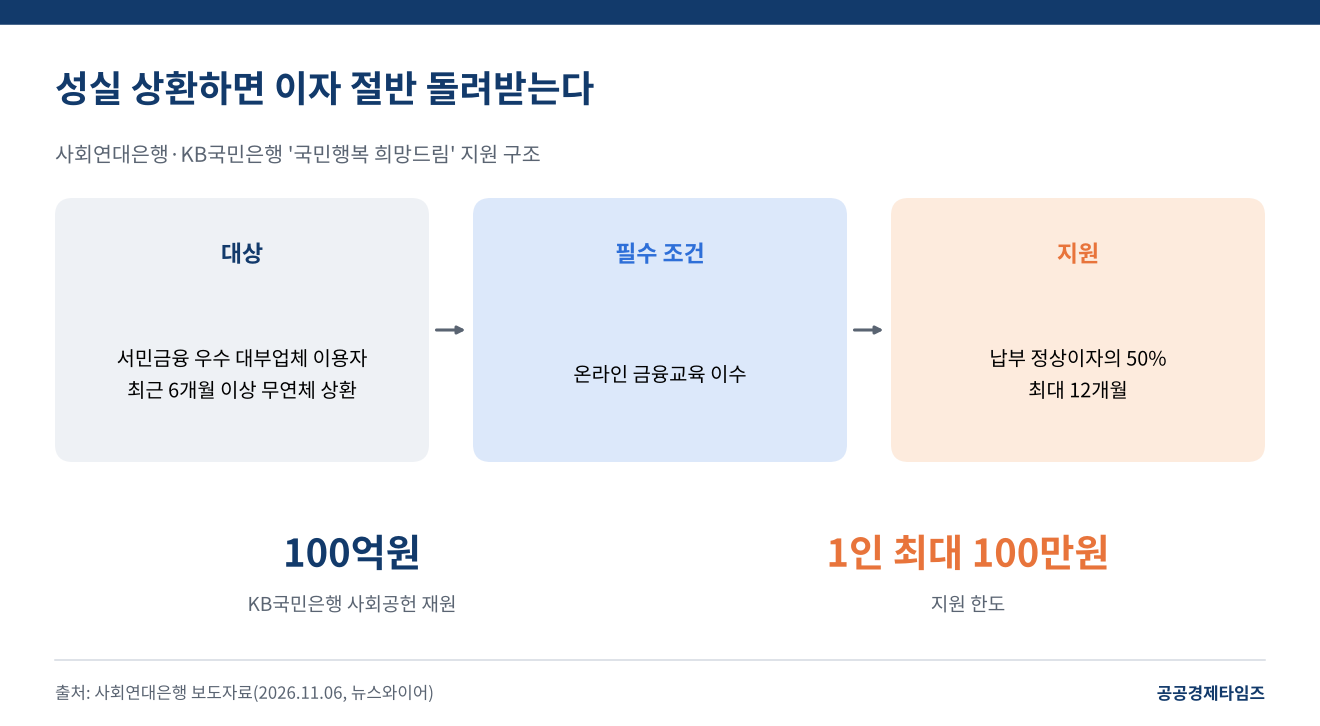 성실 상환하면 이자 절반 돌려받는다
사회연대은행·KB국민은행 '국민행복 희망드림' 지원 구조
대상
서민금융 우수 대부업체 이용자
최근 6개월 이상 무연체 상환
필수 조건
온라인 금융교육 이수
지원
납부 정상이자의 50%
최대 12개월
100억원
KB국민은행 사회공헌 재원
1인 최대 100만원
지원 한도
출처: 사회연대은행 보도자료(2026.11.06, 뉴스와이어)
공공경제타임즈